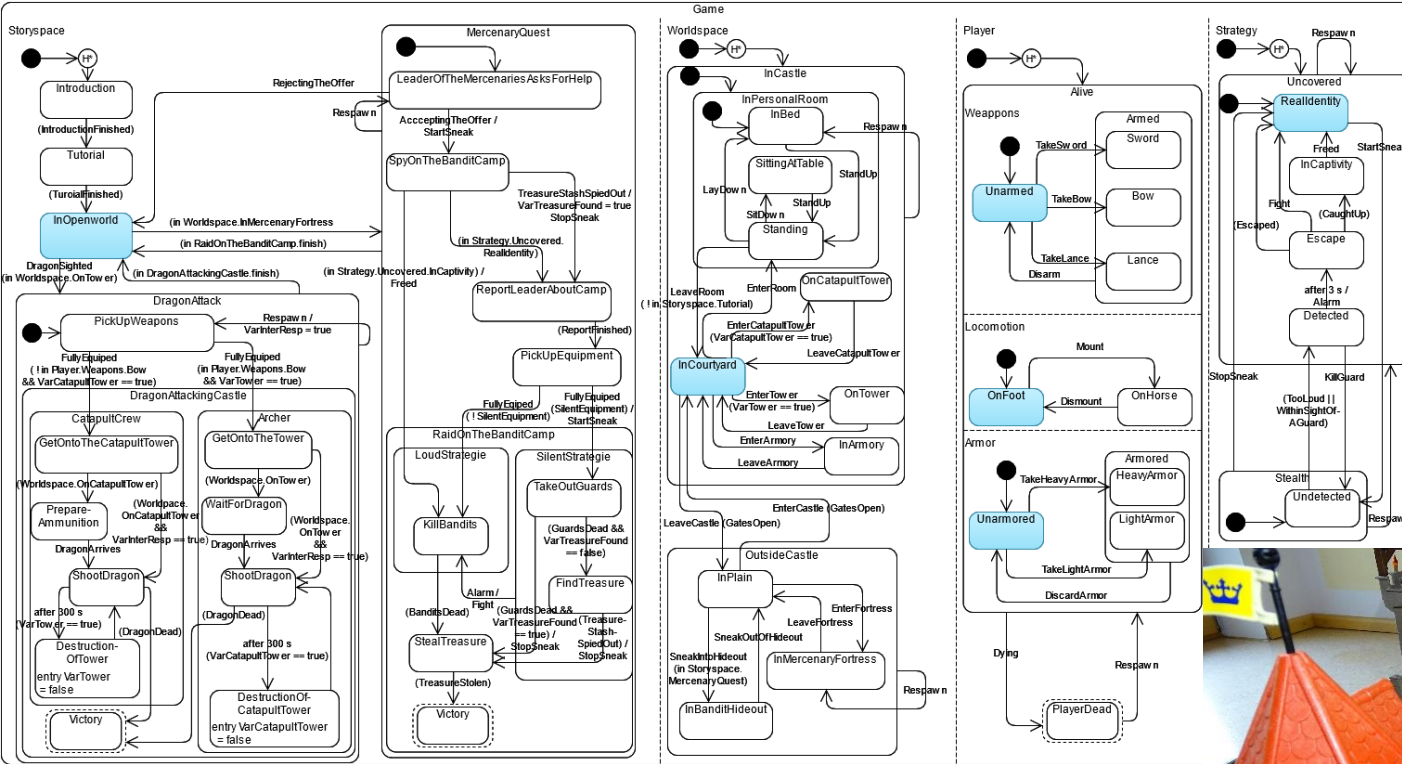 Game
Storyspace
H*
Introduction
(IntroductionFinished)
Tutorial
(TuroialFinished)
InOpenworld
RejectingTheOffer
(in Worldspace.InMercenaryFortress
(in RaidOnTheBanditCamp.finish)
DragonSighted
(in Worldspace.OnTower)
(in DragonAttackingCastle.finish)
DragonAttack
PickUpWeapons
Respawn /
VarInterResp = true
FullyEquiped
( ! in Player.Weapons.Bow
&& VarCatapultTower == true)
FullyEquiped
(in Player.Weapons.Bow
&& VarTower == true)
DragonAttackingCastle
CatapultCrew
GetOntoTheCatapultTower
(Worldspace.OnCatapultTower)
Prepare-
Ammunition
(Worldpace.
OnCatapultTower
&&
VarInterResp == true)
DragonArrives
ShootDragon
after 300 s
(VarTower == true)
(DragonDead)
Destruction-
OfTower
entry VarTower
= false
Victory
Archer
GetOntoTheTower
(Worldspace.OnTower)
WaitForDragon
(Worldspace.
OnTower
&&
VarInterResp == true)
DragonArrives
ShootDragon
(DragonDead)
after 300 s
(VarCatapultTower == true)
DestructionOf-
CatapultTower
entry VarCatapultTower
= false
MercenaryQuest
LeaderOfTheMercenariesAsksForHelp
Respawn
AccceptingTheOffer /
StartSneak
SpyOnTheBanditCamp
TreasureStashSpiedOut /
VarTreasureFound = true
StopSneak
(in Strategy.Uncovered.
RealIdentity)
(in Strategy.Uncovered.InCaptivity) /
Freed
ReportLeaderAboutCamp
(ReportFinished)
PickUpEquipment
FullyEqiped
( ! SilentEquipment)
FullyEquiped
(SilentEquipment) /
StartSneak
RaidOnTheBanditCamp
LoudStrategie
KillBandits
SilentStrategie
TakeOutGuards
(GuardsDead &&
VarTreasureFound
== false)
FindTreasure
Alarm /
Fight
(BanditsDead)
(GuardsDead &&
VarTreasureFound
== true) /
StopSneak
(Treasure-
Stash-
SpiedOut) /
StopSneak
StealTreasure
(TreasureStolen)
Victory
Worldspace
H*
InCastle
InPersonalRoom
InBed
Respawn
SittingAtTable
StandUp
LayDown
StandUp
SitDown
Standing
LeaveRoom
( ! in Storyspace.Tutorial)
EnterRoom
OnCatapultTower
EnterCatapultTower
(VarCatapultTower == true)
LeaveCatapultTower
InCourtyard
EnterTower
(VarTower == true)
OnTower
LeaveTower
EnterArmory
InArmory
LeaveArmory
EnterCastle (GatesOpen)
LeaveCastle (GatesOpen)
OutsideCastle
InPlain
EnterFortress
LeaveFortress
SneakOutOfHideout
SneakIntoHideout
(in Storyspace.
MercenaryQuest)
InMercenaryFortress
Respawn
InBanditHideout
Player
H*
Alive
Weappons
Armed
TakeSword
Sword
Unarmed
TakeBow
Bow
TakeLance
Lance
Disarm
Locomotion
Mount
OnFoot
Dismount
OnHorse
Armor
Armored
TakeHeavyArmor
HeavyArmor
Unarmored
LightArmor
TakeLightArmor
DiscardArmor
Dying
Respawn
PlayerDead
Strategy
H*
Respawn
Uncovered
RealIdentity
Freed
StartSneak
InCaptivity
Fight
(CaughtUp)
(Escaped)
Escape
after 3 s /
Alarm
Detected
StopSneak
KillGuard
(TooLoud ||
WithinSightOf-
AGuard)
Stealth
Undetected
Respaw